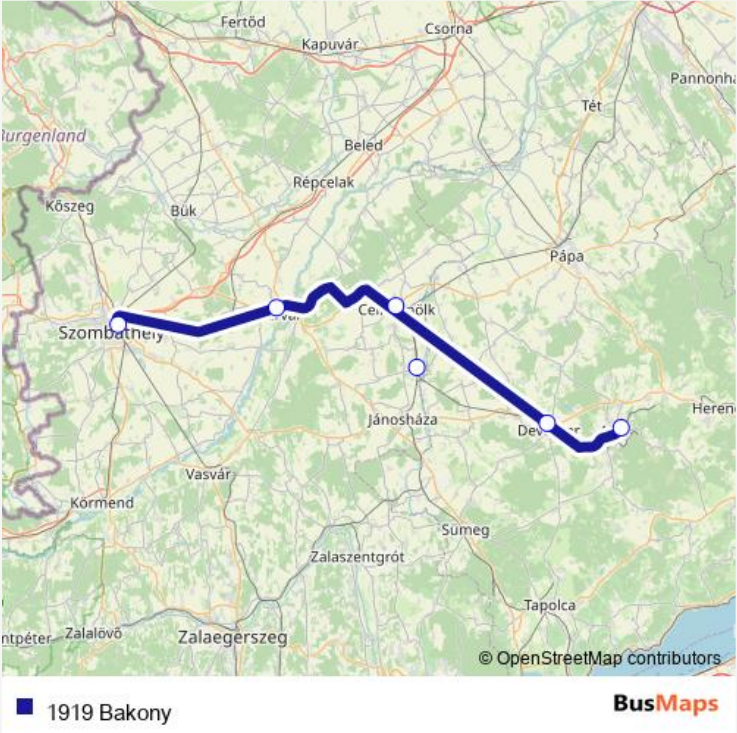 Fertőd
Csorna
Kapuvár
Pannonha
Tét
Burgenland
Beled
Répcelak
Kőszeg
Bük
Pápa
Szombathely
Jánosháza
Heren
Vasvár
Körmend
Sümeg
Zalaszentgrót
Tapolca
ntpéter
Zalalövő
Zalaegerszeg
© OpenStreetMap contributors
1919 Bakony
BusMaps